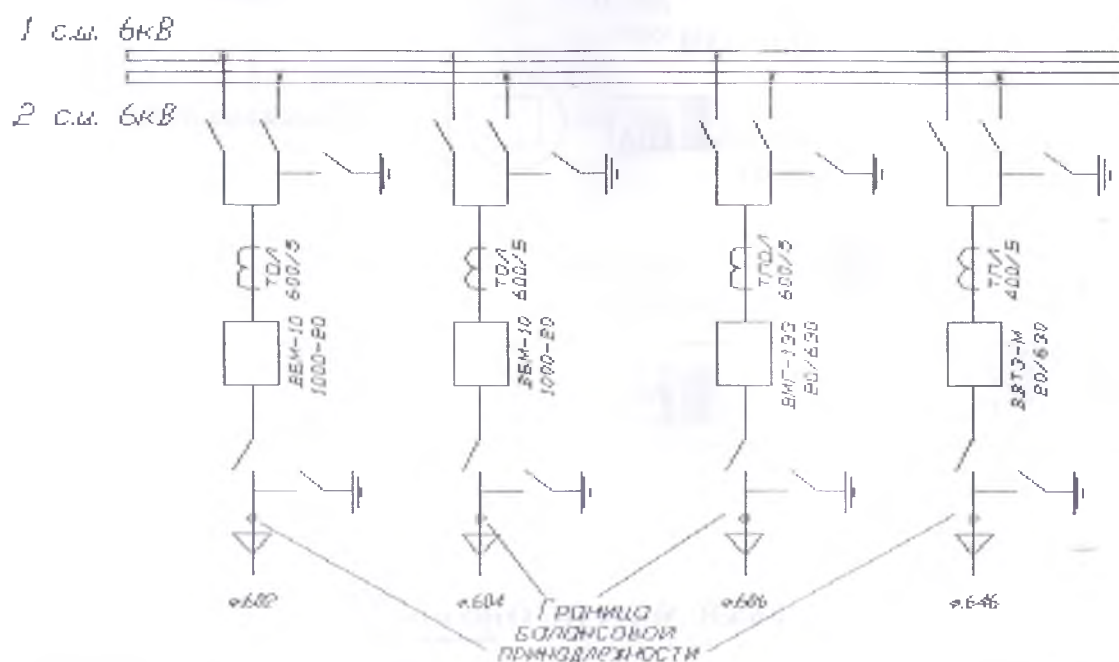 1 с.ш. 6кВ
2 с.ш. 6кВ
ТОЛ
600/5
ТОЛ
600/5
ТПОЛ
600/5
ТПЛ
400/5
ВБМ-10
1000-20
ВБМ-10
1000-20
ВМГ-133
20/630
ВВТЭ-М
20/630
ф.602
ф.604
ф.606
ф.646
Граница
балансовой
принадлежности